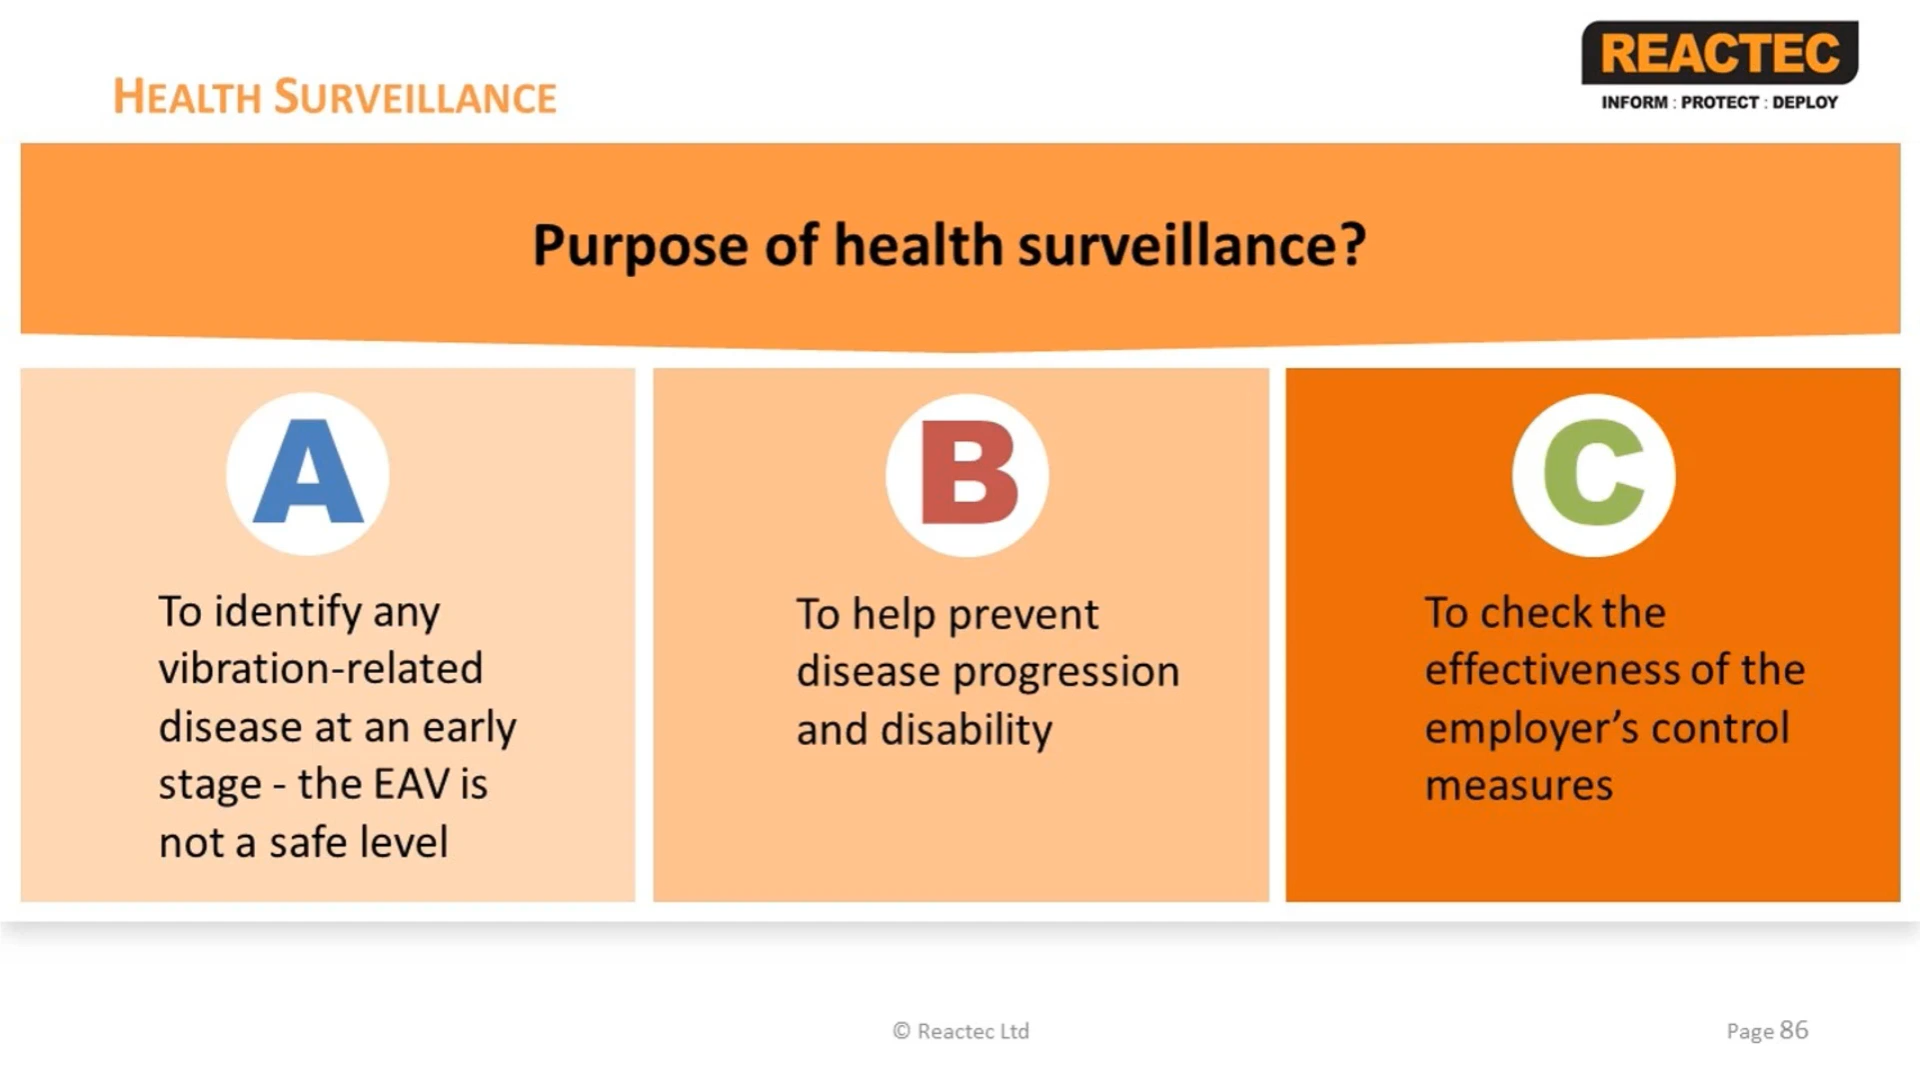 HEALTH SURVEILLANCE
REACTEC
INFORM : PROTECT : DEPLOY
Purpose of health surveillance?
A
To identify any
vibration-related
disease at an early
stage - the EAV is
not a safe level
B
To help prevent
disease progression
and disability
C
To check the
effectiveness of the
employer’s control
measures
© Reactec Ltd
Page 86